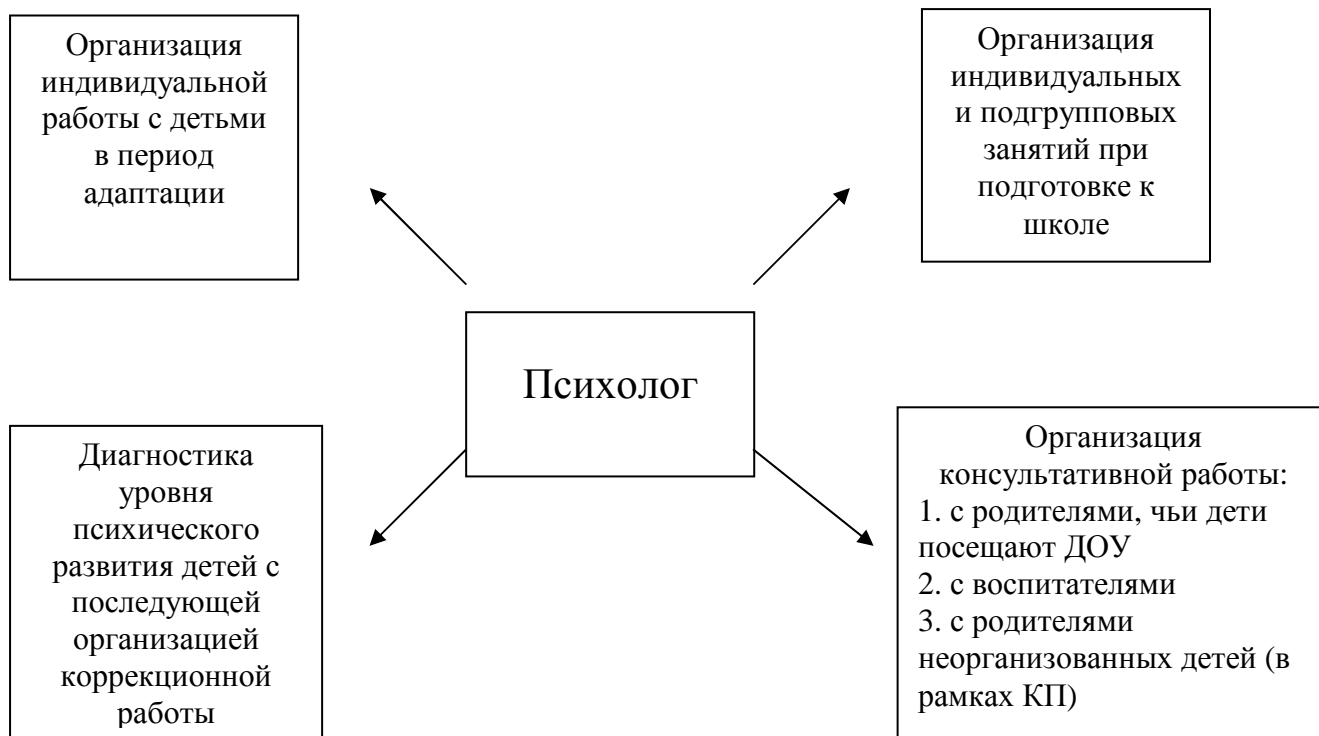 Организация
индивидуальной
работы с детьми
в период
адаптации
Организация
индивидуальных
и подгрупповых
занятий при
подготовке к
школе
Психолог
Диагностика
уровня
психического
развития детей с
последующей
организацией
коррекционной
работы
Организация
консультативной работы:
1. с родителями, чьи дети
посещают ДОУ
2. с воспитателями
3. с родителями
неорганизованных детей (в
рамках КП)